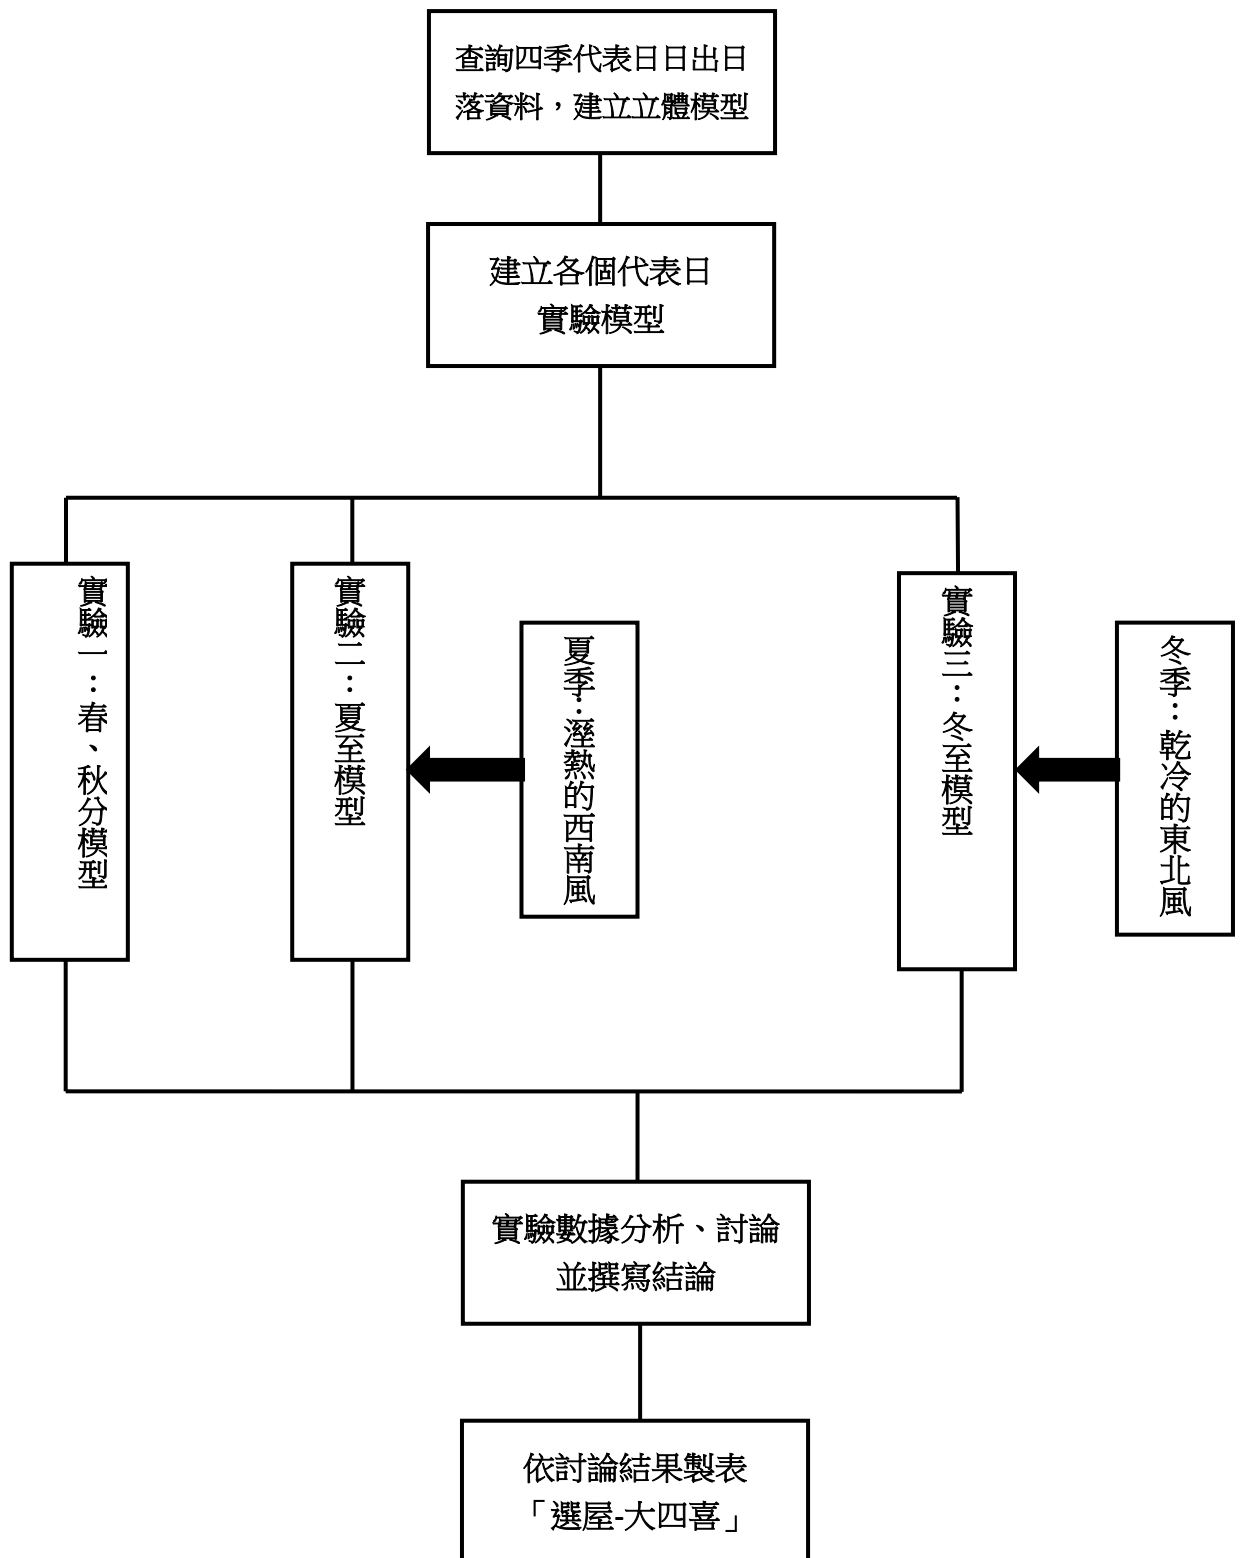 查詢四季代表日日出日
落資料，建立立體模型
建立各個代表日
實驗模型
實驗一：春、秋分模型
實驗二：夏至模型
夏季：溼熱的西南風
實驗三：冬至模型
冬季：乾冷的東北風
實驗數據分析、討論
並撰寫結論
依討論結果製表
「選屋-大四喜」